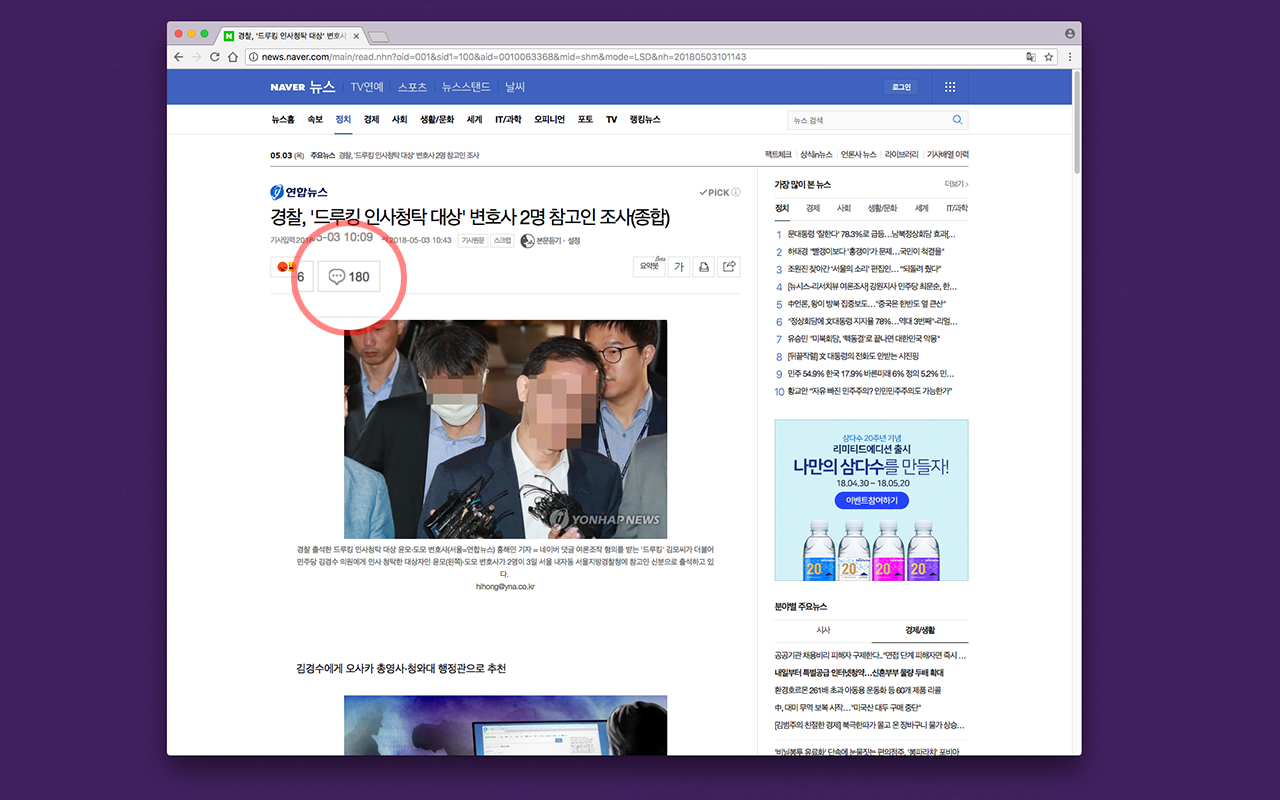 경찰, '드루킹 인사청탁 대상' 변호사
news.naver.com/main/read.nhn?oid=001&sid1=100&aid=0010063368&mid=shm&mode=LSD&nh=20180503101143
NAVER 뉴스 TV연예 스포츠 뉴스스탠드 날씨 로그인
뉴스홈 속보 정치 경제 사회 생활/문화 세계 IT/과학 오피니언 포토 TV 랭킹뉴스 뉴스 검색
05.03 (목) 주요뉴스 경찰, '드루킹 인사청탁 대상' 변호사 2명 참고인 조사
팩트체크 상식in뉴스 언론사 뉴스 라이브러리 기사배열 이력
연합뉴스 PiCK
경찰, '드루킹 인사청탁 대상' 변호사 2명 참고인 조사(종합)
기사입력 2018 5-03 10:09 2018-05-03 10:43 기사원문 스크랩 본문듣기 · 설정
6 180 요약봇 Beta 가
YONHAP NEWS
경찰 출석한 드루킹 인사청탁 대상 윤모·도모 변호사(서울=연합뉴스) 홍해인 기자 = 네이버 댓글 여론조작 혐의를 받는 '드루킹' 김모씨가 더불어
민주당 김경수 의원에게 인사 청탁한 대상자인 윤모(왼쪽)·도모 변호사가 2명이 3일 서울 내자동 서울지방경찰청에 참고인 신분으로 출석하고 있
다.
hihong@yna.co.kr
김경수에게 오사카 총영사·청와대 행정관으로 추천
가장 많이 본 뉴스 더보기
정치 경제 사회 생활/문화 세계 IT/과학
1 문대통령 '잘한다' 78.3%로 급등…남북정상회담 효과[…
2 하태경 "빨갱이보다 '홍갱이'가 문제…국민이 척결을"
3 조원진 찾아간 '서울의 소리' 편집인… "되돌려 줬다"
4 [뉴시스-리서치뷰 여론조사] 강원지사 민주당 최문순, 한…
5 中언론, 왕이 방북 집중보도…"중국은 한반도 옆 큰산"
6 "정상회담에 文대통령 지지율 78%…역대 3번째"-리얼…
7 유승민 "미북회담, '핵동결'로 끝나면 대한민국 악몽"
8 [뒤끝작렬] 文 대통령의 전화도 안받는 시진핑
9 민주 54.9% 한국 17.9% 바른미래 6% 정의 5.2% 민…
10 황교안 "자유 빠진 민주주의? 인민민주주의도 가능한가"
삼다수 20주년 기념
리미티드에디션 출시
나만의 삼다수를 만들자!
18.04.30 ~ 18.05.20
이벤트참여하기
20 20 20 20
분야별 주요뉴스
시사 경제/생활
공공기관 채용비리 피해자 구제한다…"면접 단계 피해자면 즉시 …
내일부터 특별공급 인터넷청약…신혼부부 물량 두배 확대
환경호르몬 261배 초과 아동용 운동화 등 60개 제품 리콜
中, 대미 무역 보복 시작…"미국산 대두 구매 중단"
[김범주의 친절한 경제] 북극한파가 몰고 온 장바구니 물가 상승…
'비닐봉투 유료화' 단속에 눈물짓는 편의점주, '봉파라치' 포비아